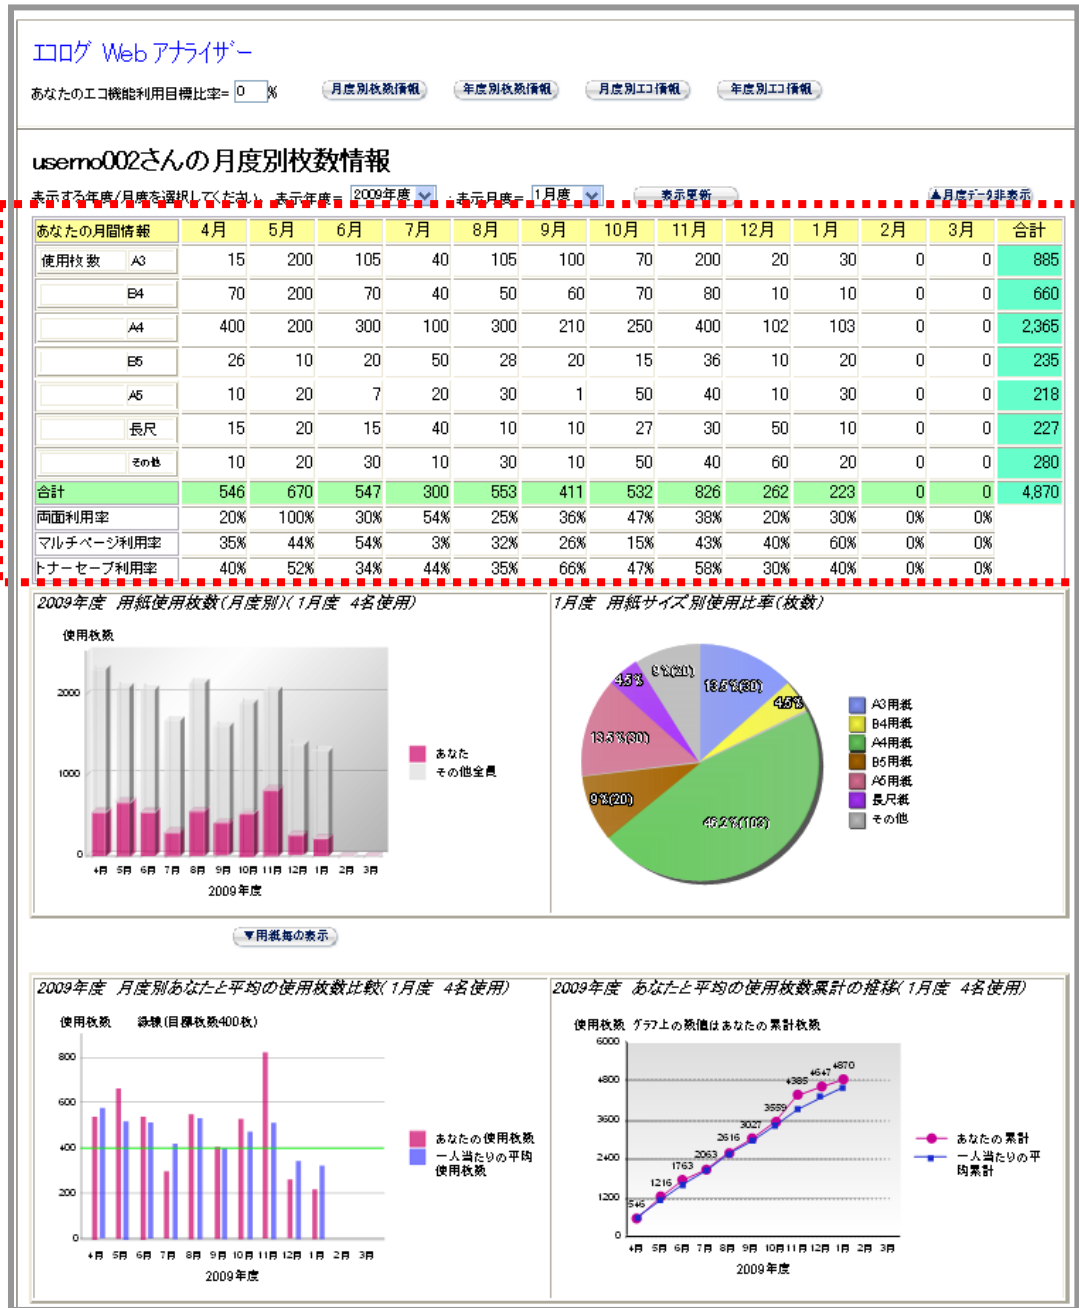 エコログ Web アナライザー
あなたのエコ機能利用目標比率= 0 %
月度別枚数情報 年度別枚数情報 月度別エコ情報 年度別エコ情報
userno002さんの月度別枚数情報
表示する年度/月度を選択してください 表示年度= 2009年度 表示月度= 1月度 表示更新 ▲月度データ非表示
あなたの月間情報 4月 5月 6月 7月 8月 9月 10月 11月 12月 1月 2月 3月 合計
使用枚数 A3 15 200 105 40 105 100 70 200 20 30 0 0 885
B4 70 200 70 40 50 60 70 80 10 10 0 0 660
A4 400 200 300 100 300 210 250 400 102 103 0 0 2,365
B5 26 10 20 50 28 20 15 36 10 20 0 0 235
A5 10 20 7 20 30 1 50 40 10 30 0 0 218
長尺 15 20 15 40 10 10 27 30 50 10 0 0 227
その他 10 20 30 10 30 10 50 40 60 20 0 0 280
合計 546 670 547 300 553 411 532 826 262 223 0 0 4,870
両面利用率 20% 100% 30% 54% 25% 36% 47% 38% 20% 30% 0% 0%
マルチページ利用率 35% 44% 54% 3% 32% 26% 15% 43% 40% 60% 0% 0%
トナーセーブ利用率 40% 52% 34% 44% 35% 66% 47% 58% 30% 40% 0% 0%
2009年度 用紙使用枚数(月度別)(1月度 4名使用)
使用枚数
2000
1000
0
4月 5月 6月 7月 8月 9月 10月 11月 12月 1月 2月 3月
2009年度
あなた
その他全員
1月度 用紙サイズ別使用比率(枚数)
9%(20)
4.5%
13.5%(30)
4.5%
13.5%(30)
9%(20)
46.2%(103)
A3用紙
B4用紙
A4用紙
B5用紙
A5用紙
長尺紙
その他
▼用紙毎の表示
2009年度 月度別あなたと平均の使用枚数比較(1月度 4名使用)
使用枚数 緑線(目標枚数400枚)
800
600
400
200
0
4月 5月 6月 7月 8月 9月 10月 11月 12月 1月 2月 3月
2009年度
あなたの使用枚数
一人当たりの平均
使用枚数
2009年度 あなたと平均の使用枚数累計の推移(1月度 4名使用)
使用枚数 グラフ上の数値はあなたの累計枚数
6000
4800
3600
2400
1200
0
546
1216
1763
2063
2616
3027
3559
4385
4647
4870
4月 5月 6月 7月 8月 9月 10月 11月 12月 1月 2月 3月
2009年度
あなたの累計
一人当たりの平
均累計